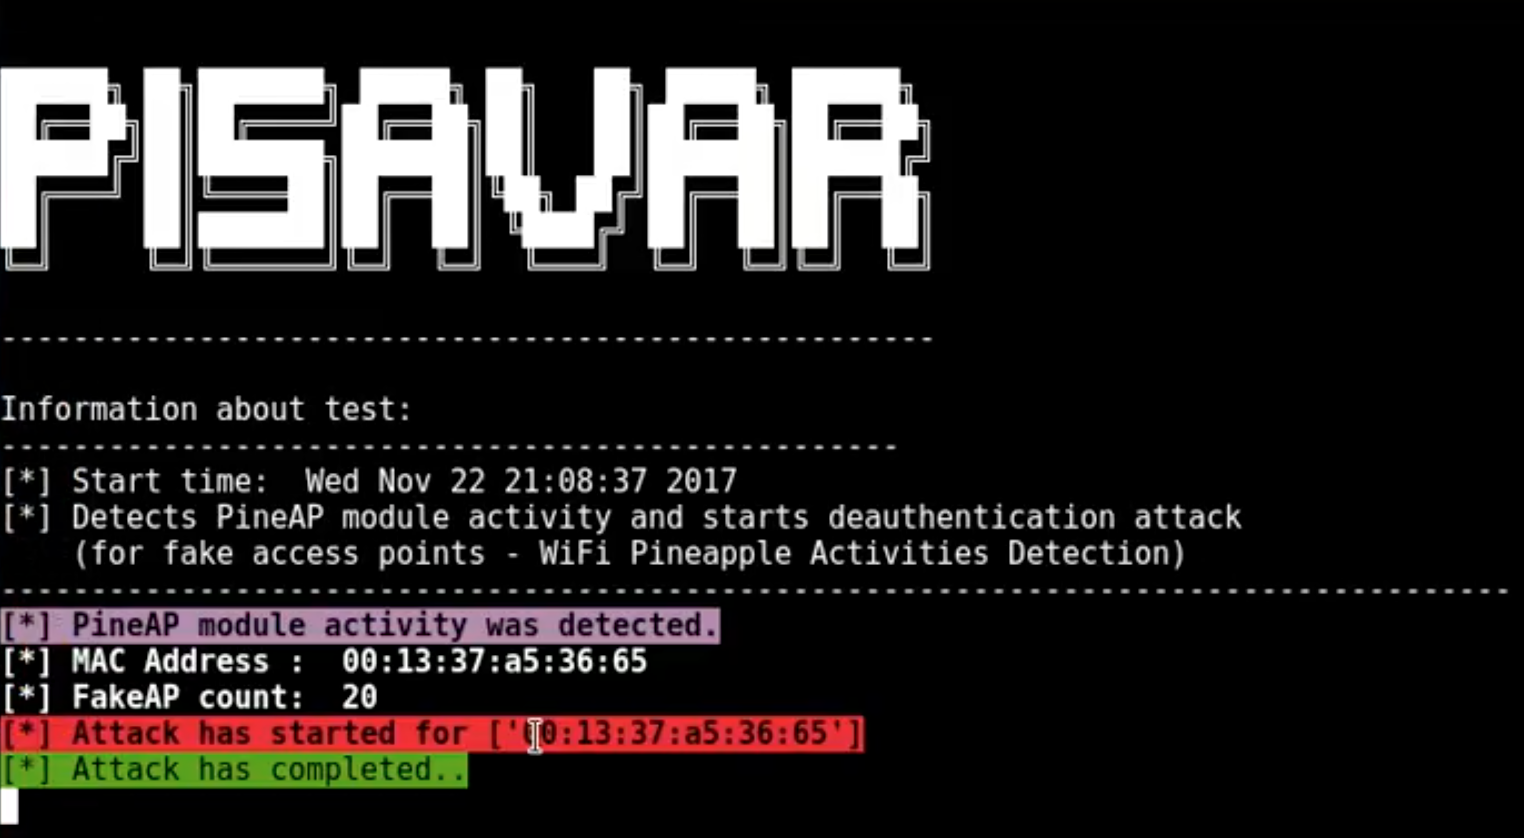 PISAVAR
----------------------------------------------------
Information about test:
--------------------------------------------------
[*] Start time:  Wed Nov 22 21:08:37 2017
[*] Detects PineAP module activity and starts deauthentication attack
    (for fake access points - WiFi Pineapple Activities Detection)
------------------------------------------------------------------------------------
[*] PineAP module activity was detected.
[*] MAC Address :  00:13:37:a5:36:65
[*] FakeAP count:  20
[*] Attack has started for ['00:13:37:a5:36:65']
[*] Attack has completed..